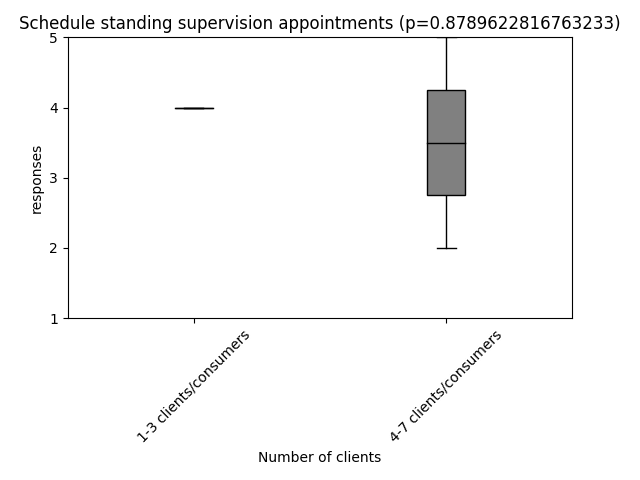 Schedule standing supervision appointments (p=0.8789622816763233)
5
4
3
2
1
responses
1-3 clients/consumers
4-7 clients/consumers
Number of clients